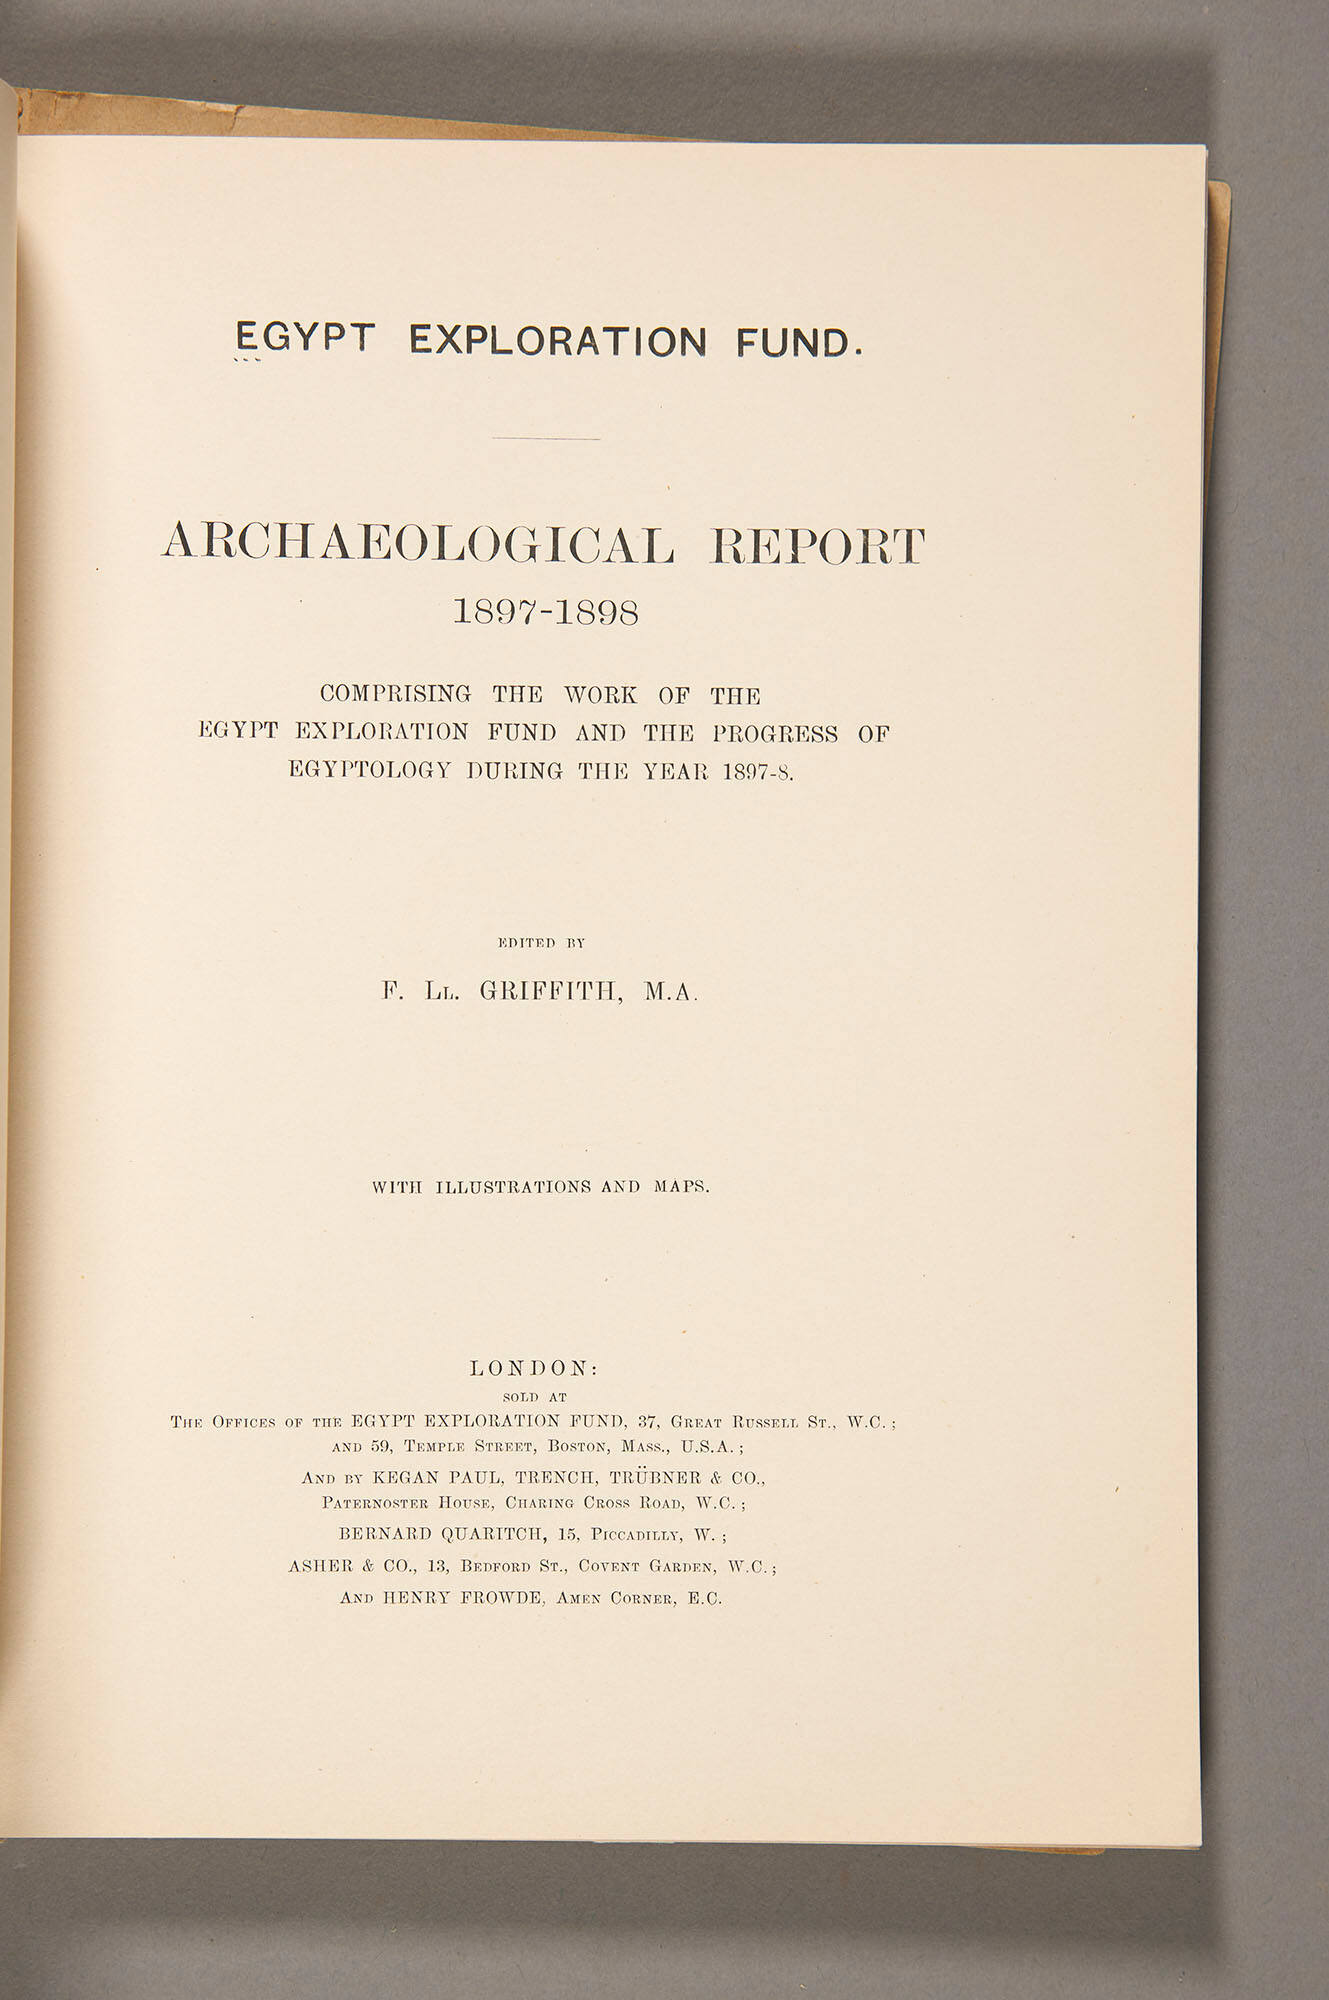 EGYPT EXPLORATION FUND.
ARCHAEOLOGICAL REPORT
1897-1898
COMPRISING THE WORK OF THE
EGYPT EXPLORATION FUND AND THE PROGRESS OF
EGYPTOLOGY DURING THE YEAR 1897-8.
EDITED BY
F. LL. GRIFFITH, M.A.
WITH ILLUSTRATIONS AND MAPS.
LONDON:
SOLD AT
THE OFFICES OF THE EGYPT EXPLORATION FUND, 37, GREAT RUSSELL ST., W.C.;
AND 59, TEMPLE STREET, BOSTON, MASS., U.S.A.;
AND BY KEGAN PAUL, TRENCH, TRÜBNER & CO.,
PATERNOSTER HOUSE, CHARING CROSS ROAD, W.C.;
BERNARD QUARITCH, 15, PICCADILLY, W.;
ASHER & CO., 13, BEDFORD ST., COVENT GARDEN, W.C.;
AND HENRY FROWDE, AMEN CORNER, E.C.